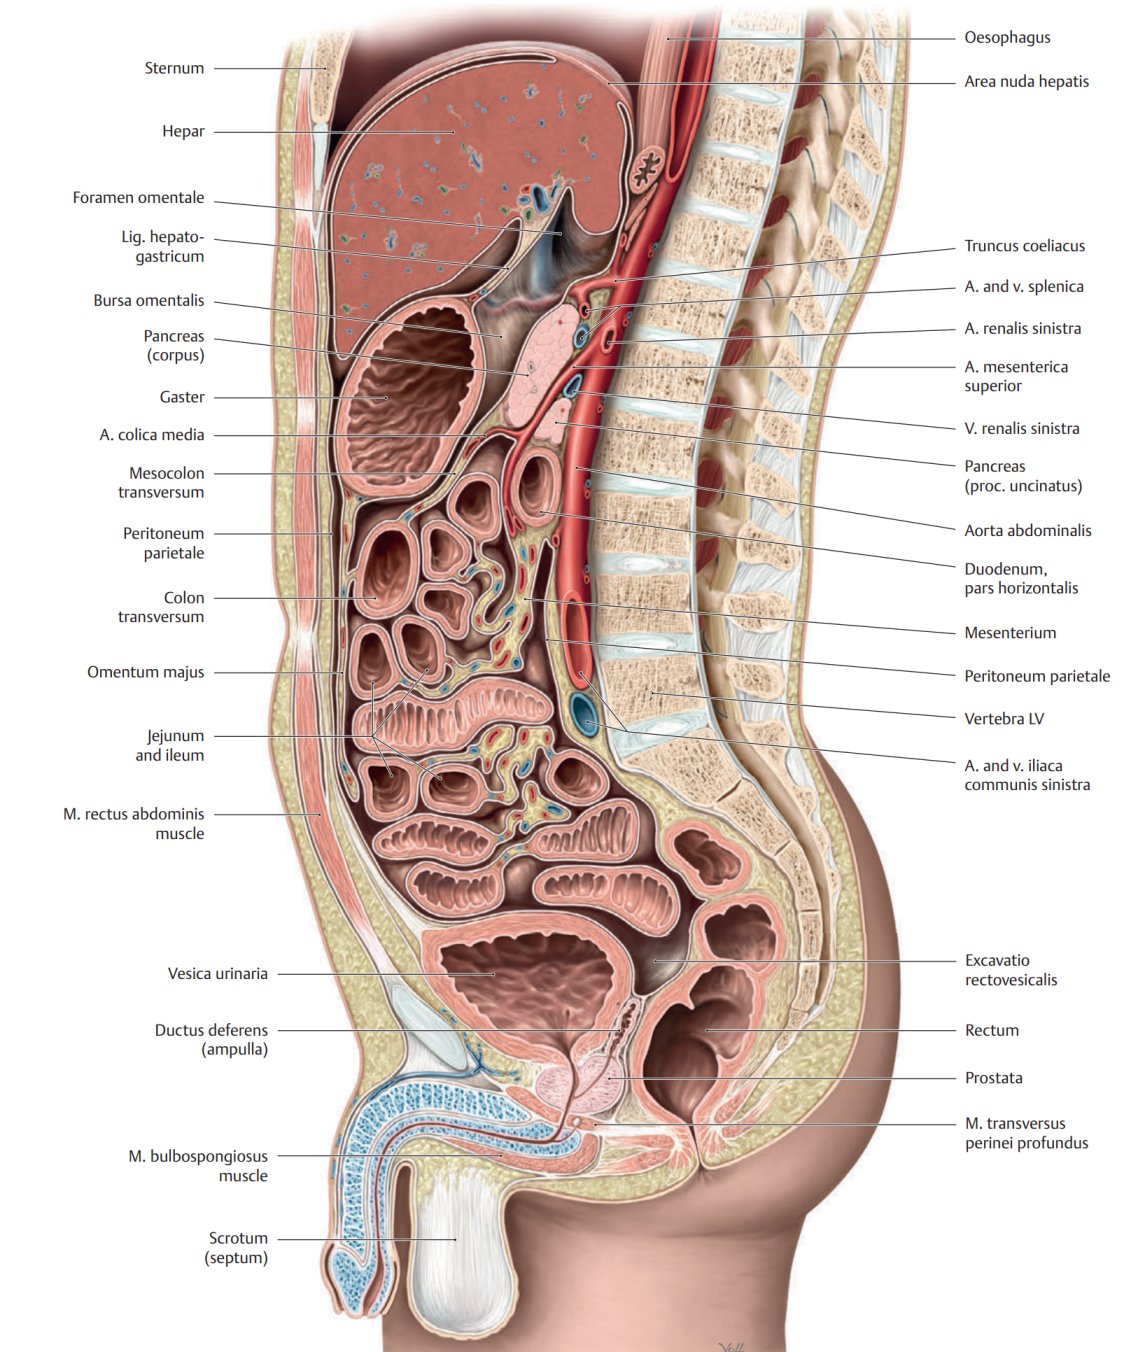 Sternum
Hepar
Foramen omentale
Lig. hepato-
gastricum
Bursa omentalis
Pancreas
(corpus)
Gaster
A. colica media
Mesocolon
transversum
Peritoneum
parietale
Colon
transversum
Omentum majus
Jejunum
and ileum
M. rectus abdominis
muscle
Vesica urinaria
Ductus deferens
(ampulla)
M. bulbospongiosus
muscle
Scrotum
(septum)
Oesophagus
Area nuda hepatis
Truncus coeliacus
A. and v. splenica
A. renalis sinistra
A. mesenterica
superior
V. renalis sinistra
Pancreas
(proc. uncinatus)
Aorta abdominalis
Duodenum,
pars horizontalis
Mesenterium
Peritoneum parietale
Vertebra LV
A. and v. iliaca
communis sinistra
Excavatio
rectovesicalis
Rectum
Prostata
M. transversus
perinei profundus